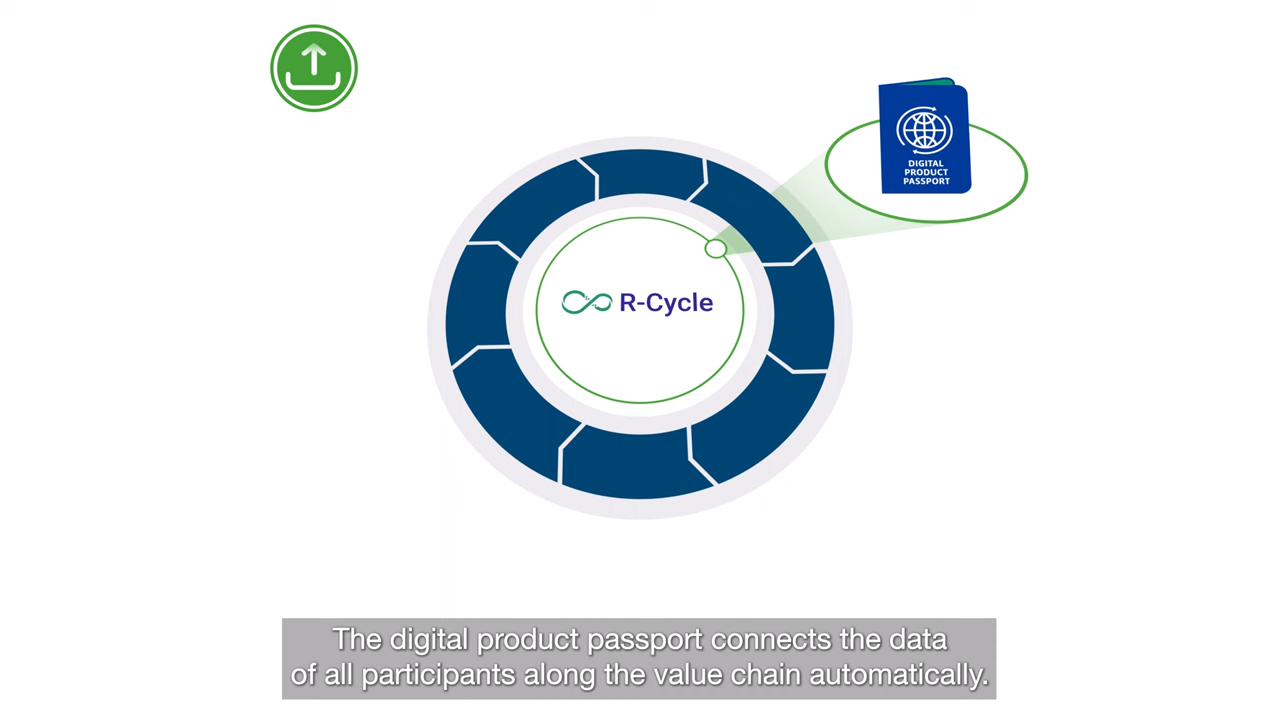 DIGITAL
PRODUCT
PASSPORT
R-Cycle
The digital product passport connects the data
of all participants along the value chain automatically.